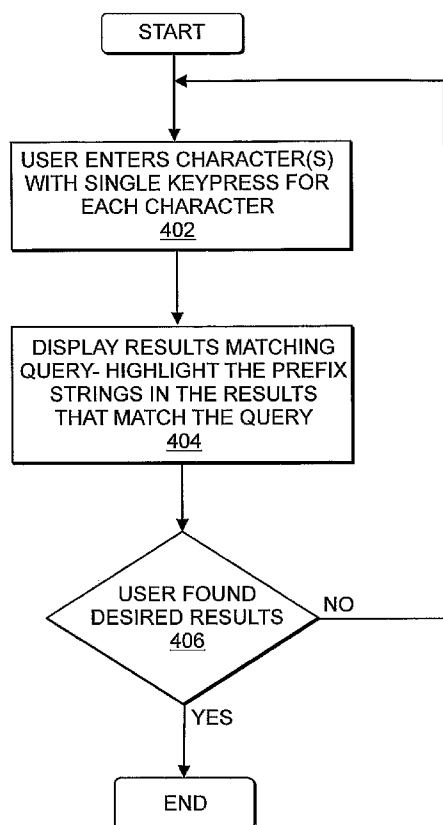 START
USER ENTERS CHARACTER(S)
WITH SINGLE KEYPRESS FOR
EACH CHARACTER
402
DISPLAY RESULTS MATCHING
QUERY- HIGHLIGHT THE PREFIX
STRINGS IN THE RESULTS
THAT MATCH THE QUERY
404
USER FOUND
DESIRED RESULTS
406
NO
YES
END